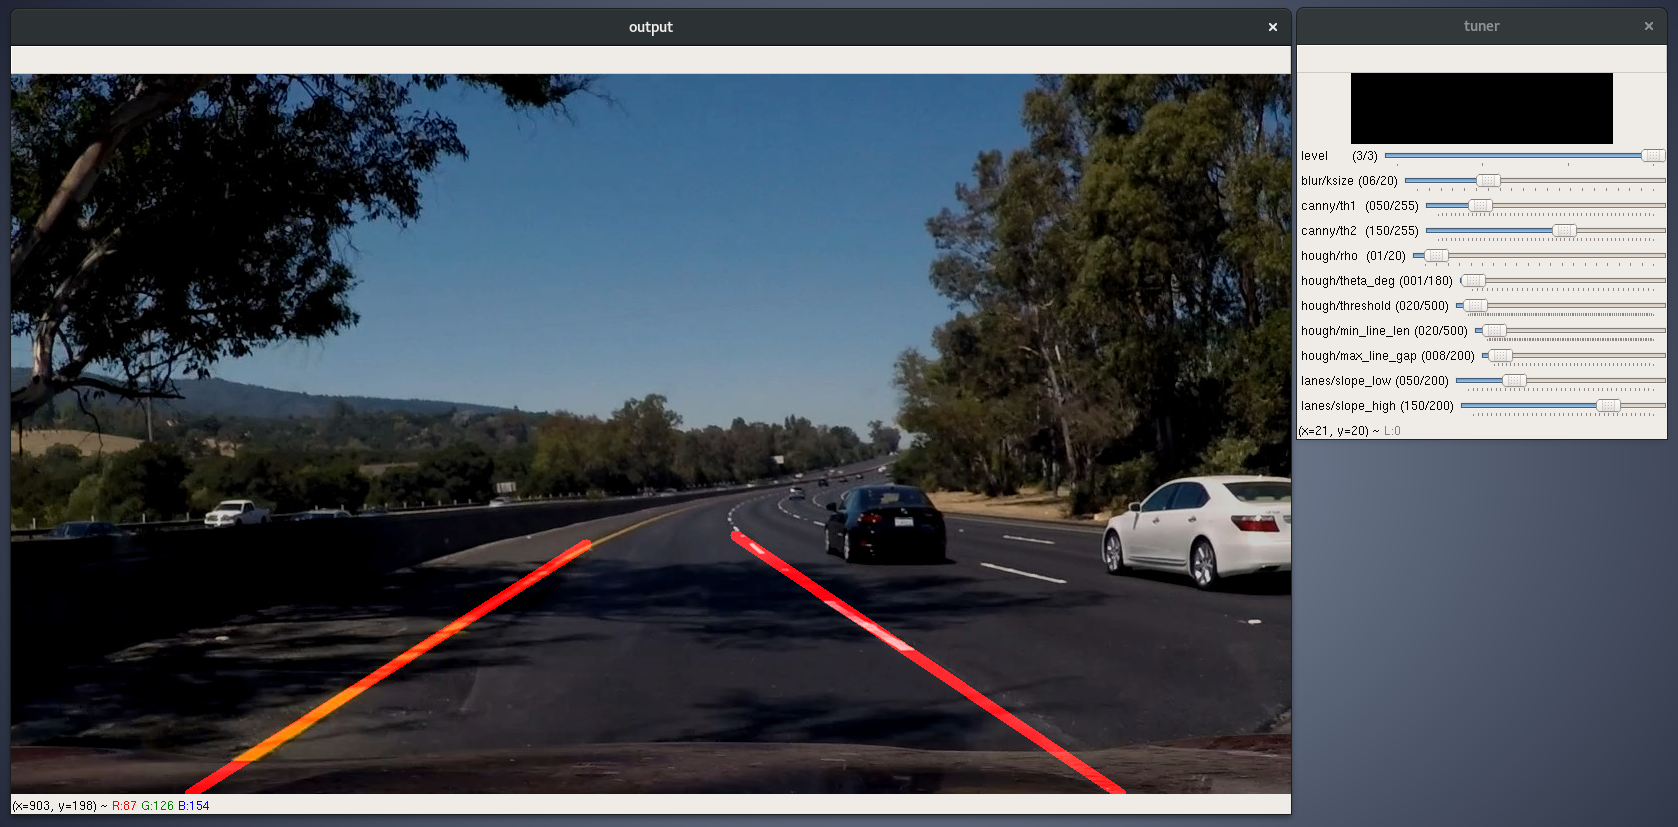 output
×
tuner
×
level (3/3)
blur/ksize (06/20)
canny/th1 (050/255)
canny/th2 (150/255)
hough/rho (01/20)
hough/theta_deg (001/180)
hough/threshold (020/500)
hough/min_line_len (020/500)
hough/max_line_gap (008/200)
lanes/slope_low (050/200)
lanes/slope_high (150/200)
(x=21, y=20) ~ L:0
(x=903, y=198) ~ R:87 G:126 B:154